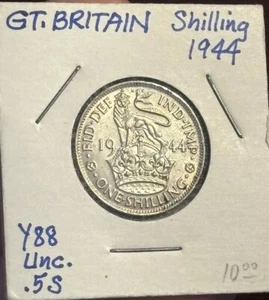 GT. BRITAIN Shilling
1944
·FID·DEF IND·IMP·
19 44
·ONE·SHILLING·
Y88
Unc.
.5S
10.00